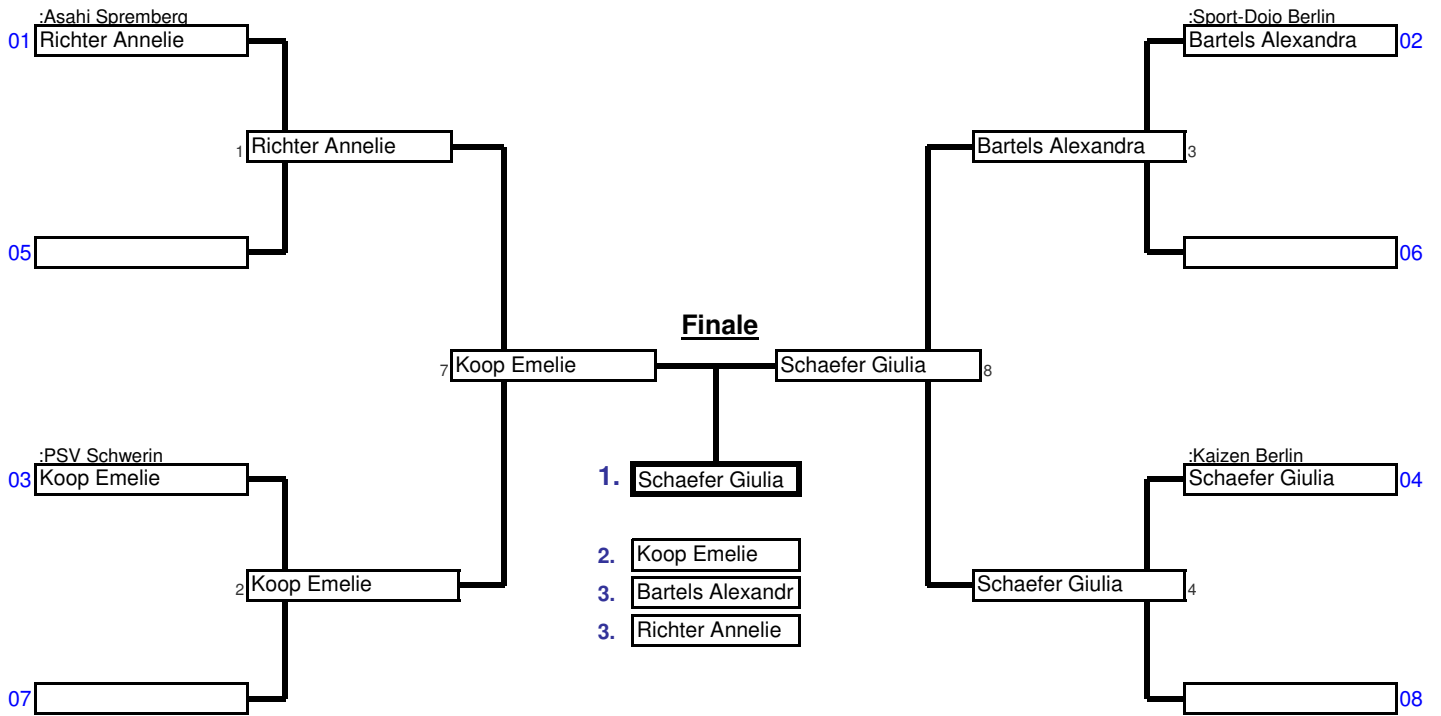 :Asahi Spremberg
01 Richter Annelie
1 Richter Annelie
05
7 Koop Emelie
:PSV Schwerin
03 Koop Emelie
2 Koop Emelie
07
Finale
1. Schaefer Giulia
2. Koop Emelie
3. Bartels Alexandr
3. Richter Annelie
:Sport-Dojo Berlin
Bartels Alexandra 02
Bartels Alexandra 3
06
Schaefer Giulia 8
:Kaizen Berlin
Schaefer Giulia 04
Schaefer Giulia 4
08